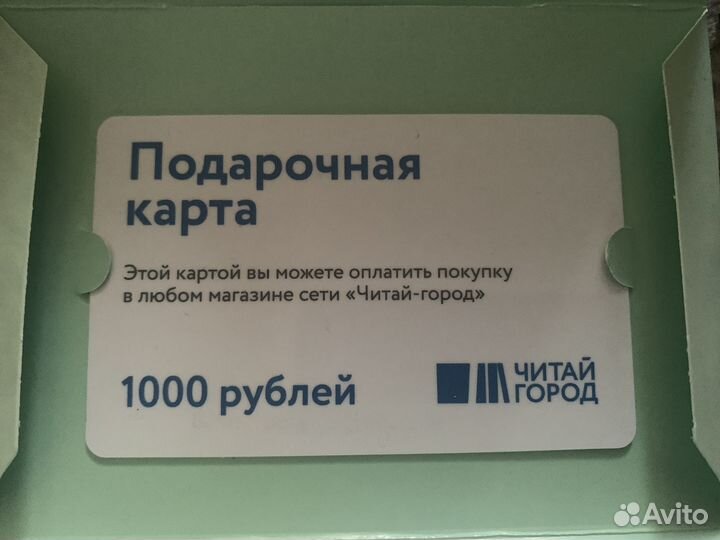 Подарочная
карта
Этой картой вы можете оплатить покупку
в любом магазине сети «Читай-город»
1000 рублей
ЧИТАЙ
ГОРОД
Avito